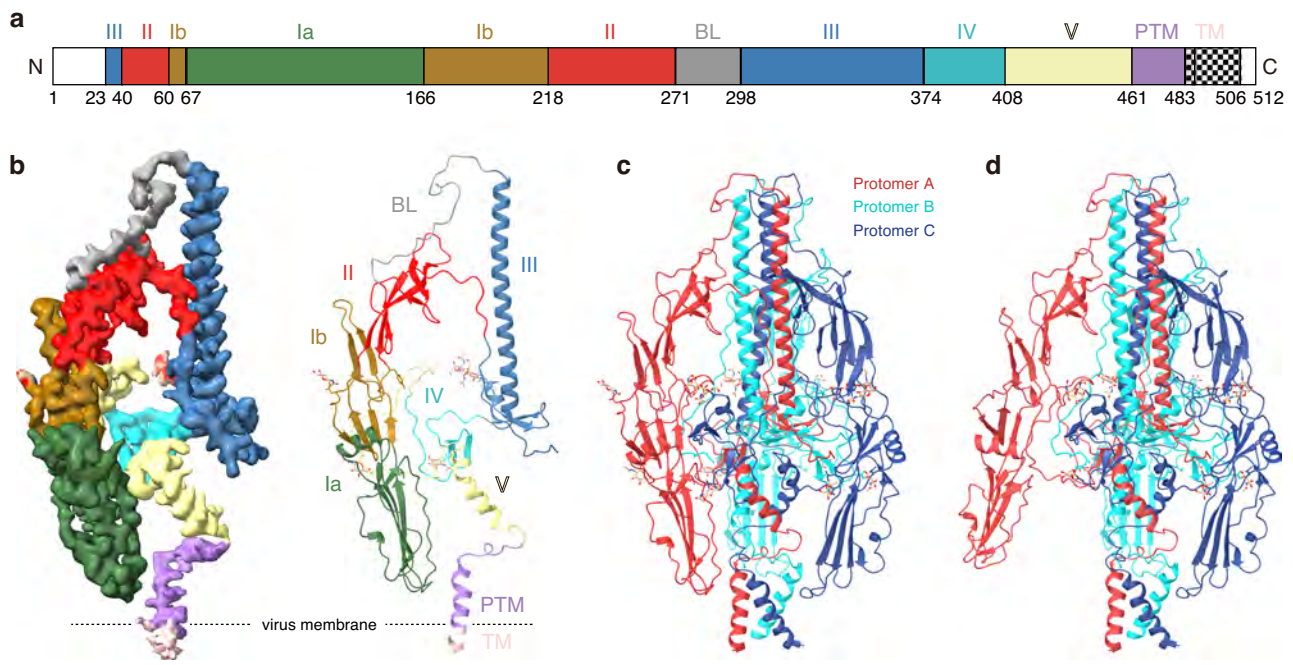 a
III II Ib Ia Ib II BL III IV V PTM TM
N C
1 23 40 60 67 166 218 271 298 374 408 461 483 506 512
b c d
Protomer A
Protomer B
Protomer C
BL
II III
Ib
IV
Ia V
PTM
virus membrane
TM